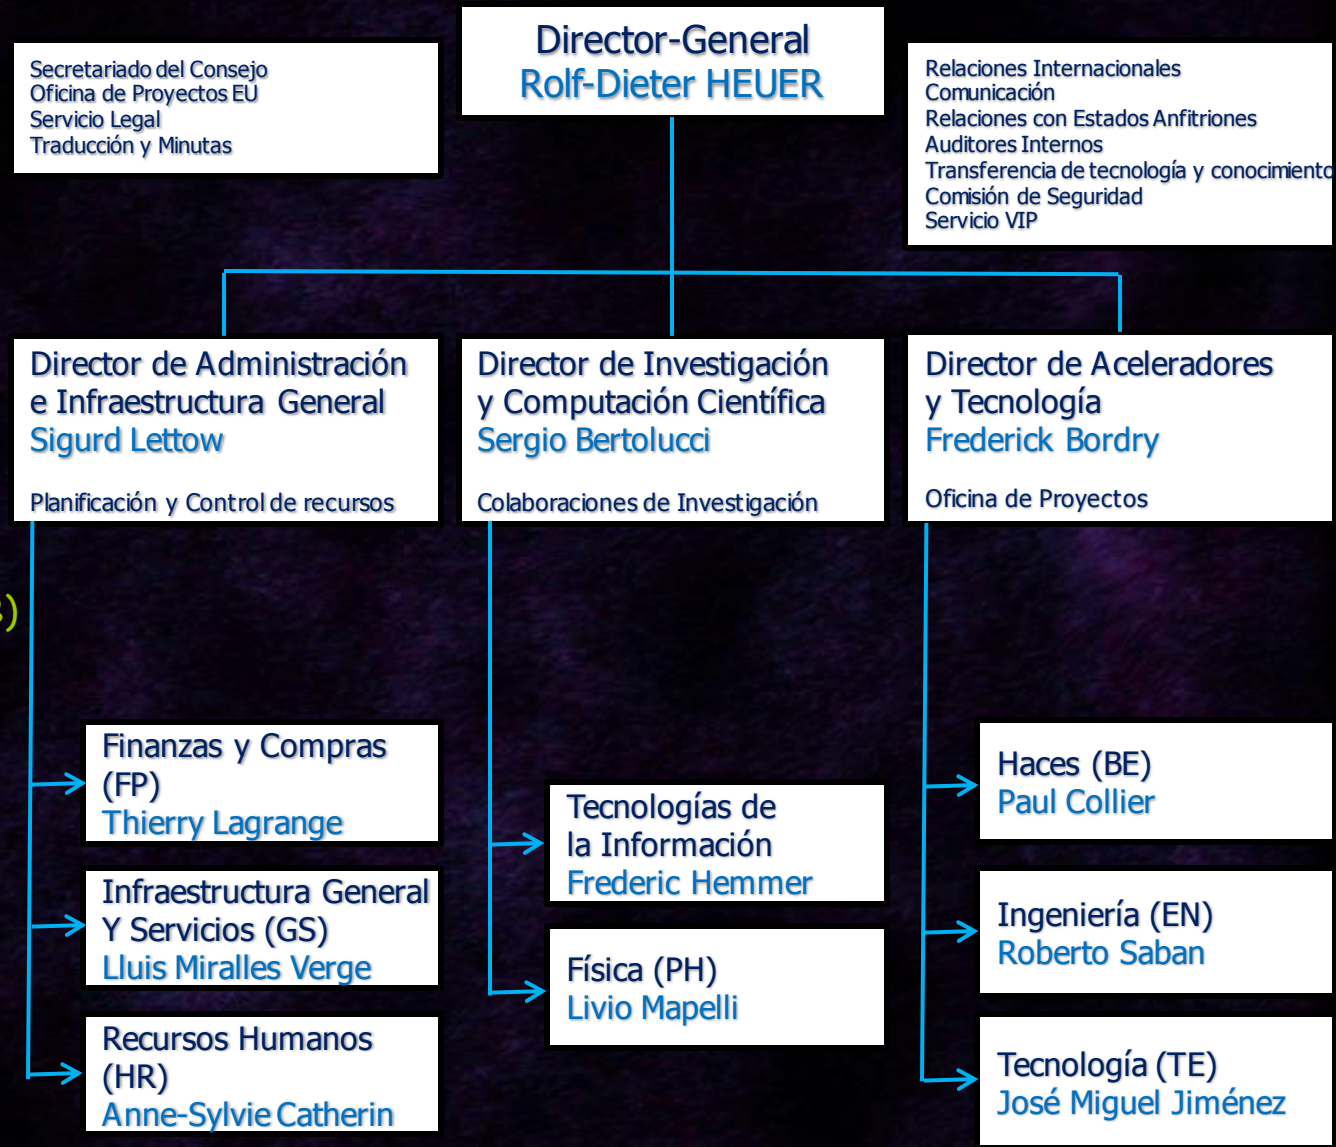 Director-General
Rolf-Dieter HEUER
Secretariado del Consejo
Oficina de Proyectos EU
Servicio Legal
Traducción y Minutas
Relaciones Internacionales
Comunicación
Relaciones con Estados Anfitriones
Auditores Internos
Transferencia de tecnología y conocimiento
Comisión de Seguridad
Servicio VIP
Director de Administración
e Infraestructura General
Sigurd Lettow
Planificación y Control de recursos
Director de Investigación
y Computación Científica
Sergio Bertolucci
Colaboraciones de Investigación
Director de Aceleradores
y Tecnología
Frederick Bordry
Oficina de Proyectos
Finanzas y Compras
(FP)
Thierry Lagrange
Infraestructura General
Y Servicios (GS)
Lluis Miralles Verge
Recursos Humanos
(HR)
Anne-Sylvie Catherin
Tecnologías de
la Información
Frederic Hemmer
Física (PH)
Livio Mapelli
Haces (BE)
Paul Collier
Ingeniería (EN)
Roberto Saban
Tecnología (TE)
José Miguel Jiménez